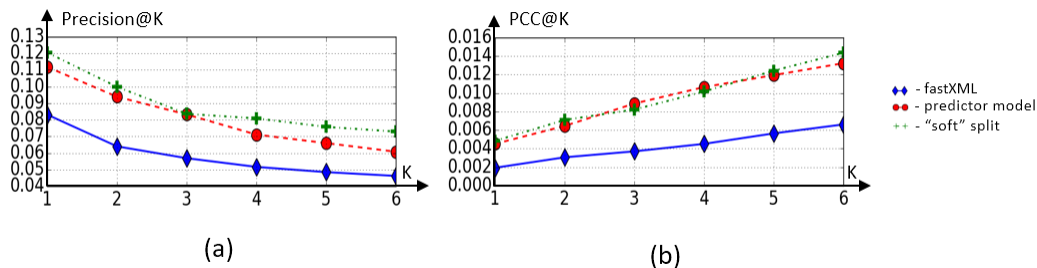 Precision@K
0.13
0.12
0.11
0.10
0.09
0.08
0.07
0.06
0.05
0.04
K
1 2 3 4 5 6
(a)
PCC@K
0.016
0.014
0.012
0.010
0.008
0.006
0.004
0.002
0.000
K
1 2 3 4 5 6
(b)
- fastXML
- predictor model
- “soft” split